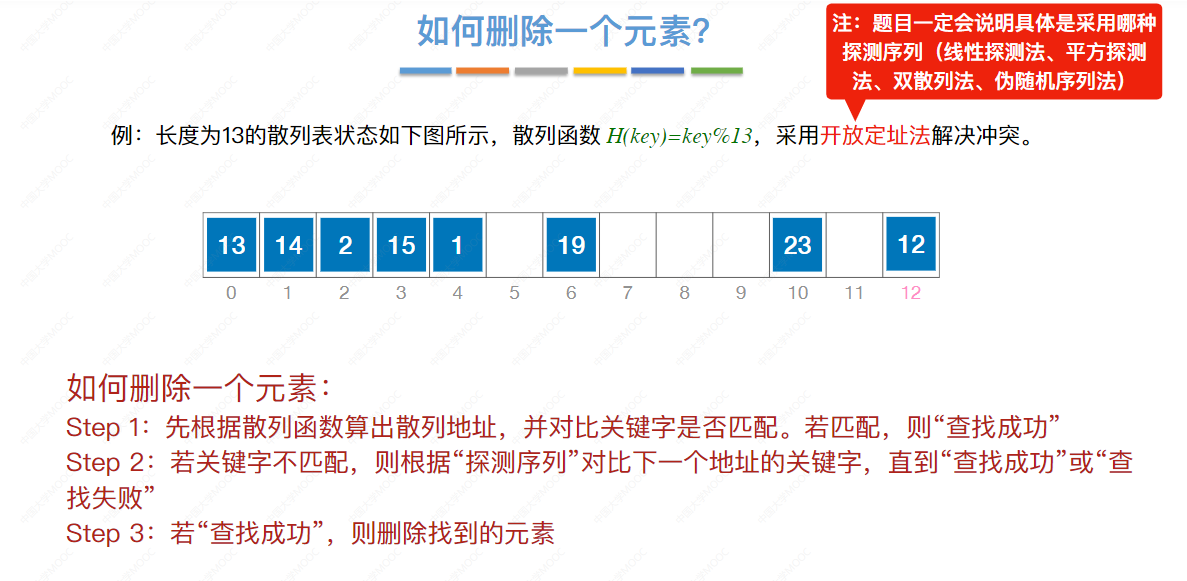 如何删除一个元素?
注：题目一定会说明具体是采用哪种
探测序列（线性探测法、平方探测
法、双散列法、伪随机序列法）
例：长度为13的散列表状态如下图所示，散列函数 H(key)=key%13，采用开放定址法解决冲突。
13 14 2 15 1 19 23 12
0 1 2 3 4 5 6 7 8 9 10 11 12
如何删除一个元素：
Step 1：先根据散列函数算出散列地址，并对比关键字是否匹配。若匹配，则“查找成功”
Step 2：若关键字不匹配，则根据“探测序列”对比下一个地址的关键字，直到“查找成功”或“查
找失败”
Step 3：若“查找成功”，则删除找到的元素